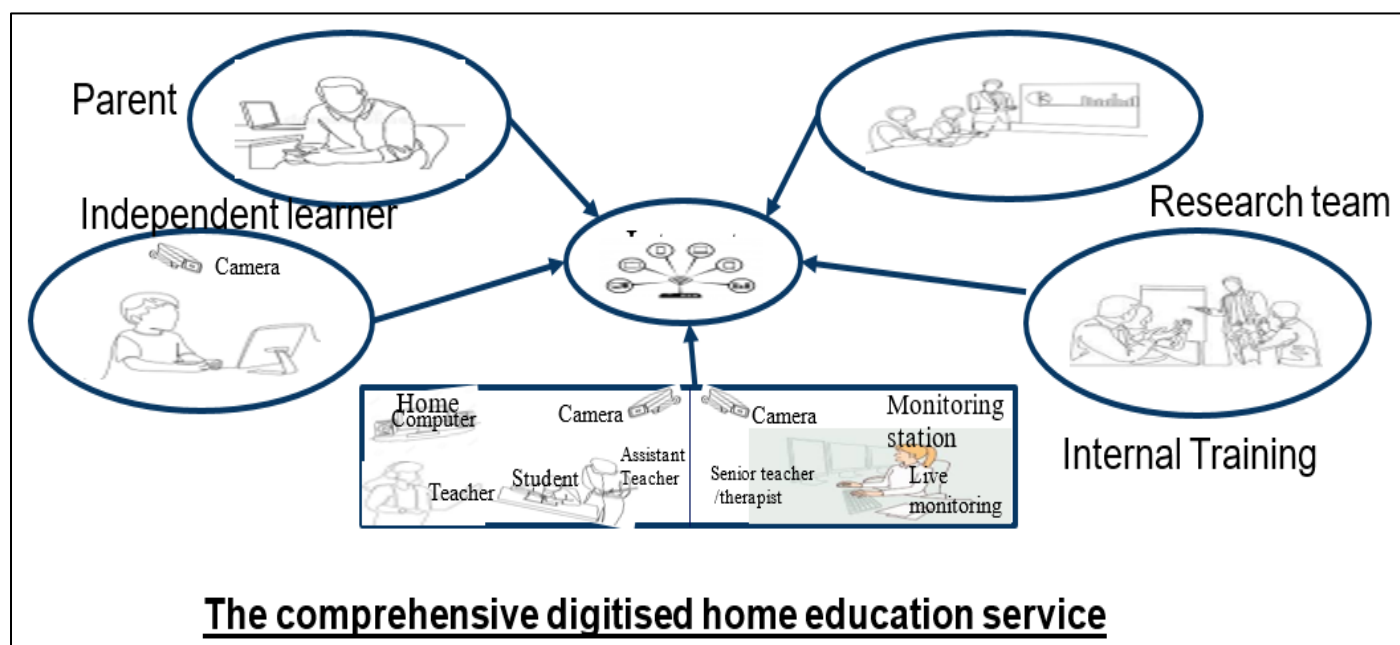 Parent
Independent learner
Camera
Research team
Internal Training
Home
Computer
Camera
Camera
Monitoring
station
Teacher
Student
Assistant
Teacher
Senior teacher
/therapist
Live
monitoring
The comprehensive digitised home education service